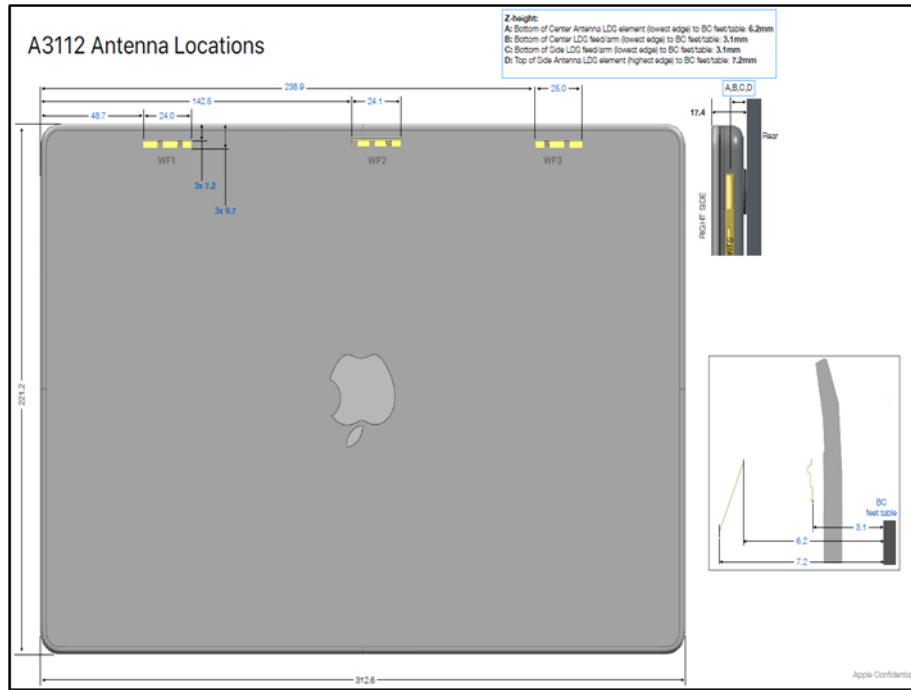 A3112 Antenna Locations
Z-height:
A: Bottom of Center Antenna LDS element (lowest edge) to BC feet/table: 6.2mm
B: Bottom of Center LDS feed/arm (lowest edge) to BC feet/table: 3.1mm
C: Bottom of Side LDS feed/arm (lowest edge) to BC feet/table: 3.1mm
D: Top of Side Antenna LDS element (highest edge) to BC feet/table: 7.2mm
238.9
142.5
48.7
24.0
24.1
25.0
A,B,C,D
17.4
Rear
WF1
WF2
WF3
3x 7.2
3x 9.7
RIGHT SIDE
221.2
BC
feet table
3.1
6.2
7.2
312.6
Apple Confidential